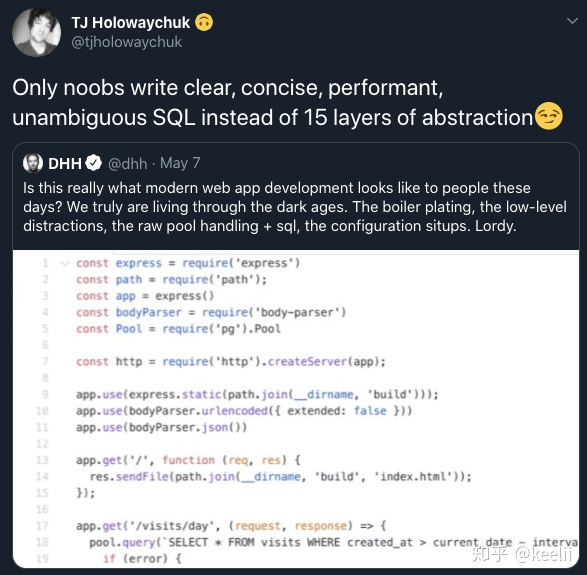 TJ Holowaychuk 🙃
@tjholowaychuk
Only noobs write clear, concise, performant,
unambiguous SQL instead of 15 layers of abstraction😏
DHH @dhh · May 7
Is this really what modern web app development looks like to people these
days? We truly are living through the dark ages. The boiler plating, the low-level
distractions, the raw pool handling + sql, the configuration situps. Lordy.
1 const express = require('express')
2 const path = require('path');
3 const app = express()
4 const bodyParser = require('body-parser')
5 const Pool = require('pg').Pool
6
7 const http = require('http').createServer(app);
8
9 app.use(express.static(path.join(__dirname, 'build')));
10 app.use(bodyParser.urlencoded({ extended: false }))
11 app.use(bodyParser.json())
12
13 app.get('/', function (req, res) {
14 res.sendFile(path.join(__dirname, 'build', 'index.html'));
15 });
16
17 app.get('/visits/day', (request, response) => {
18 pool.query(`SELECT * FROM visits WHERE created_at > current_date - interva
19 if (error) {
知乎 @keelii